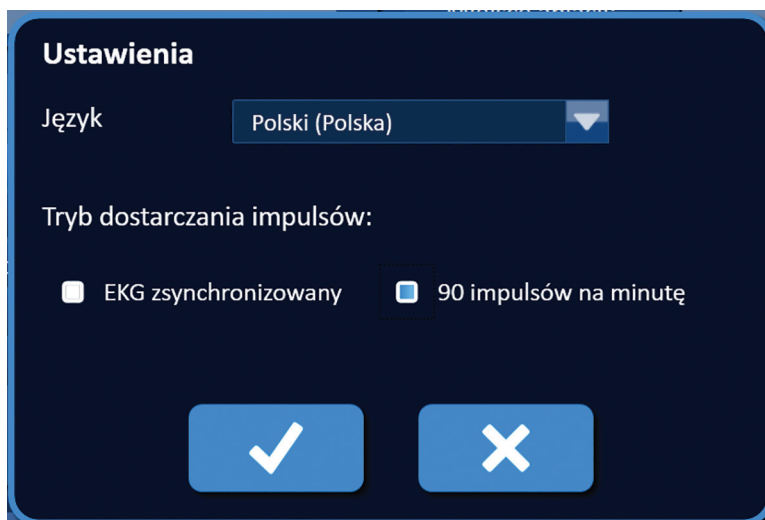 Ustawienia
Język
Polski (Polska)
Tryb dostarczania impulsów:
EKG zsynchronizowany
90 impulsów na minutę